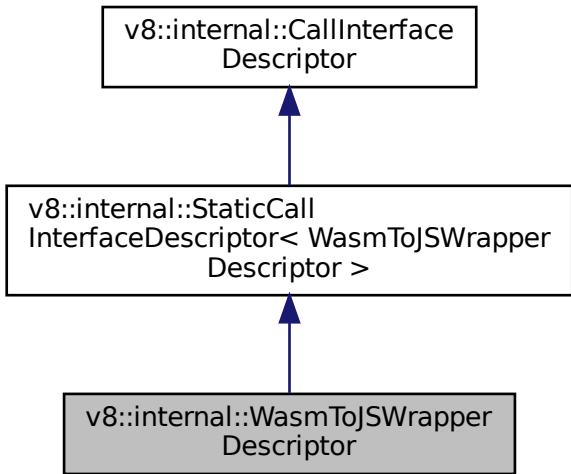 v8::internal::CallInterface
Descriptor
v8::internal::StaticCall
InterfaceDescriptor< WasmToJSWrapper
Descriptor >
v8::internal::WasmToJSWrapper
Descriptor